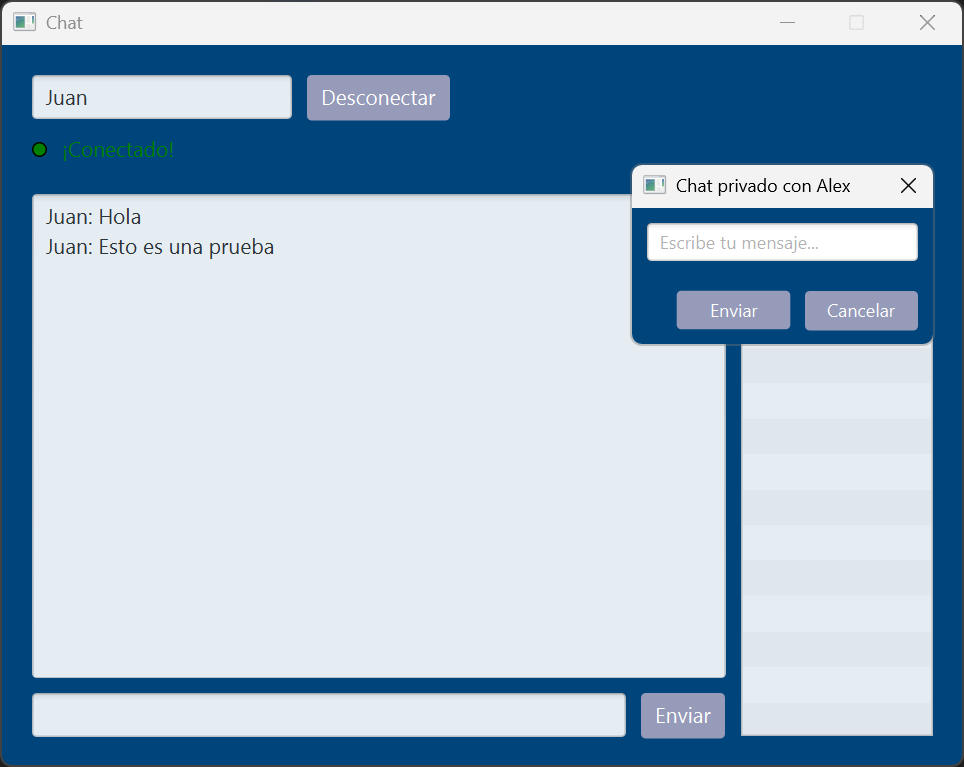 Chat
Juan
Desconectar
¡Conectado!
Chat privado con Alex
Juan: Hola
Juan: Esto es una prueba
Escribe tu mensaje...
Enviar
Cancelar
Enviar